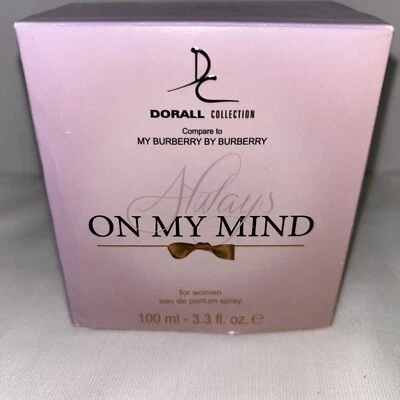 DC
DORALL COLLECTION
Compare to
MY BURBERRY BY BURBERRY
Always
ON MY MIND
for women
eau de parfum spray
100 ml - 3.3 fl. oz. ℮